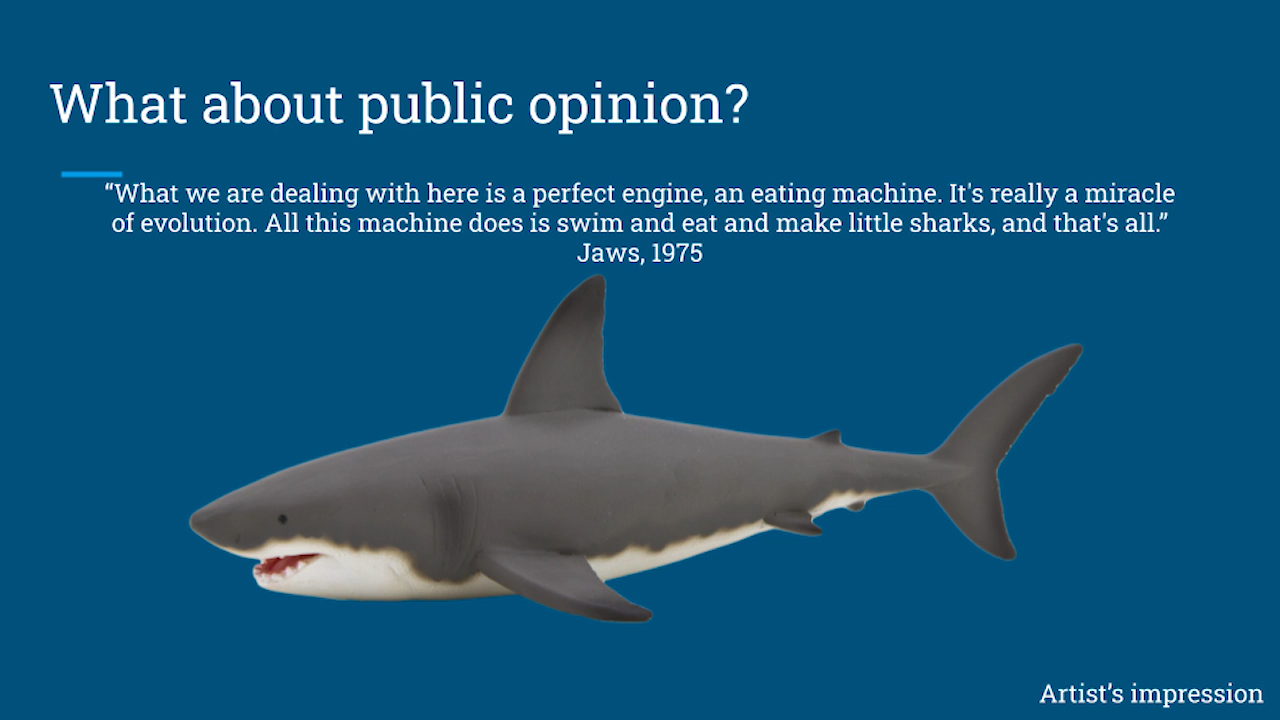 What about public opinion?
“What we are dealing with here is a perfect engine, an eating machine. It's really a miracle
of evolution. All this machine does is swim and eat and make little sharks, and that's all.”
Jaws, 1975
Artist’s impression